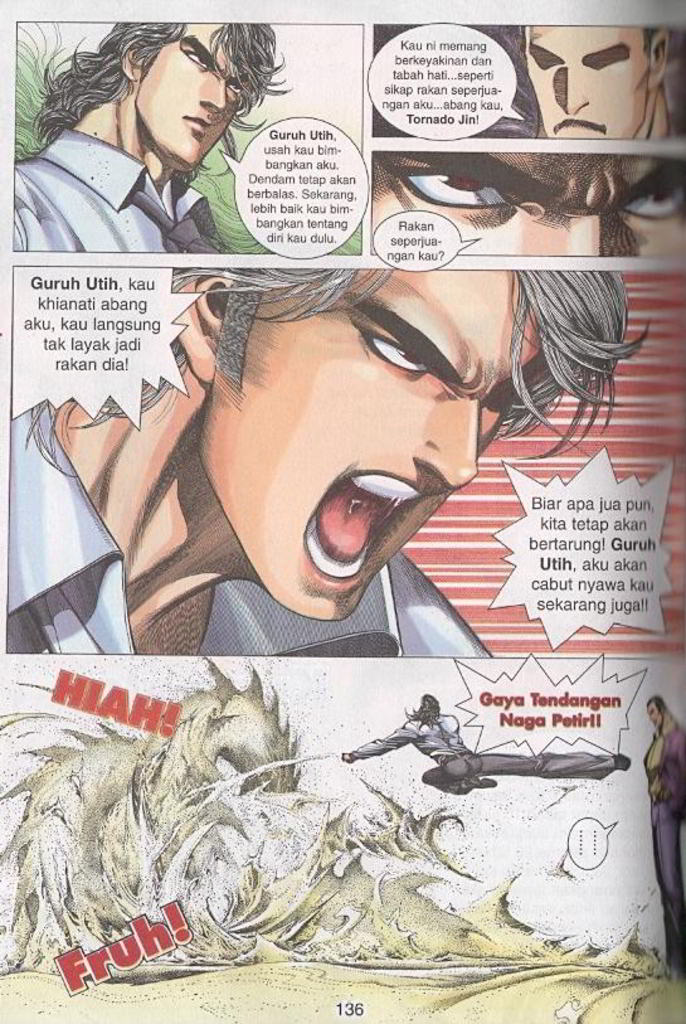 Guruh Utih,
usah kau bim-
bangkan aku.
Dendam tetap akan
berbalas. Sekarang,
lebih baik kau bim-
bangkan tentang
diri kau dulu.
Kau ni memang
berkeyakinan dan
tabah hati...seperti
sikap rakan seperjua-
ngan aku...abang kau,
Tornado Jin!
Rakan
seperjua-
ngan kau?
Guruh Utih, kau
khianati abang
aku, kau langsung
tak layak jadi
rakan dia!
Biar apa jua pun,
kita tetap akan
bertarung! Guruh
Utih, aku akan
cabut nyawa kau
sekarang juga!!
HIAH!
Gaya Tendangan
Naga Petir!!
Fruh!
136